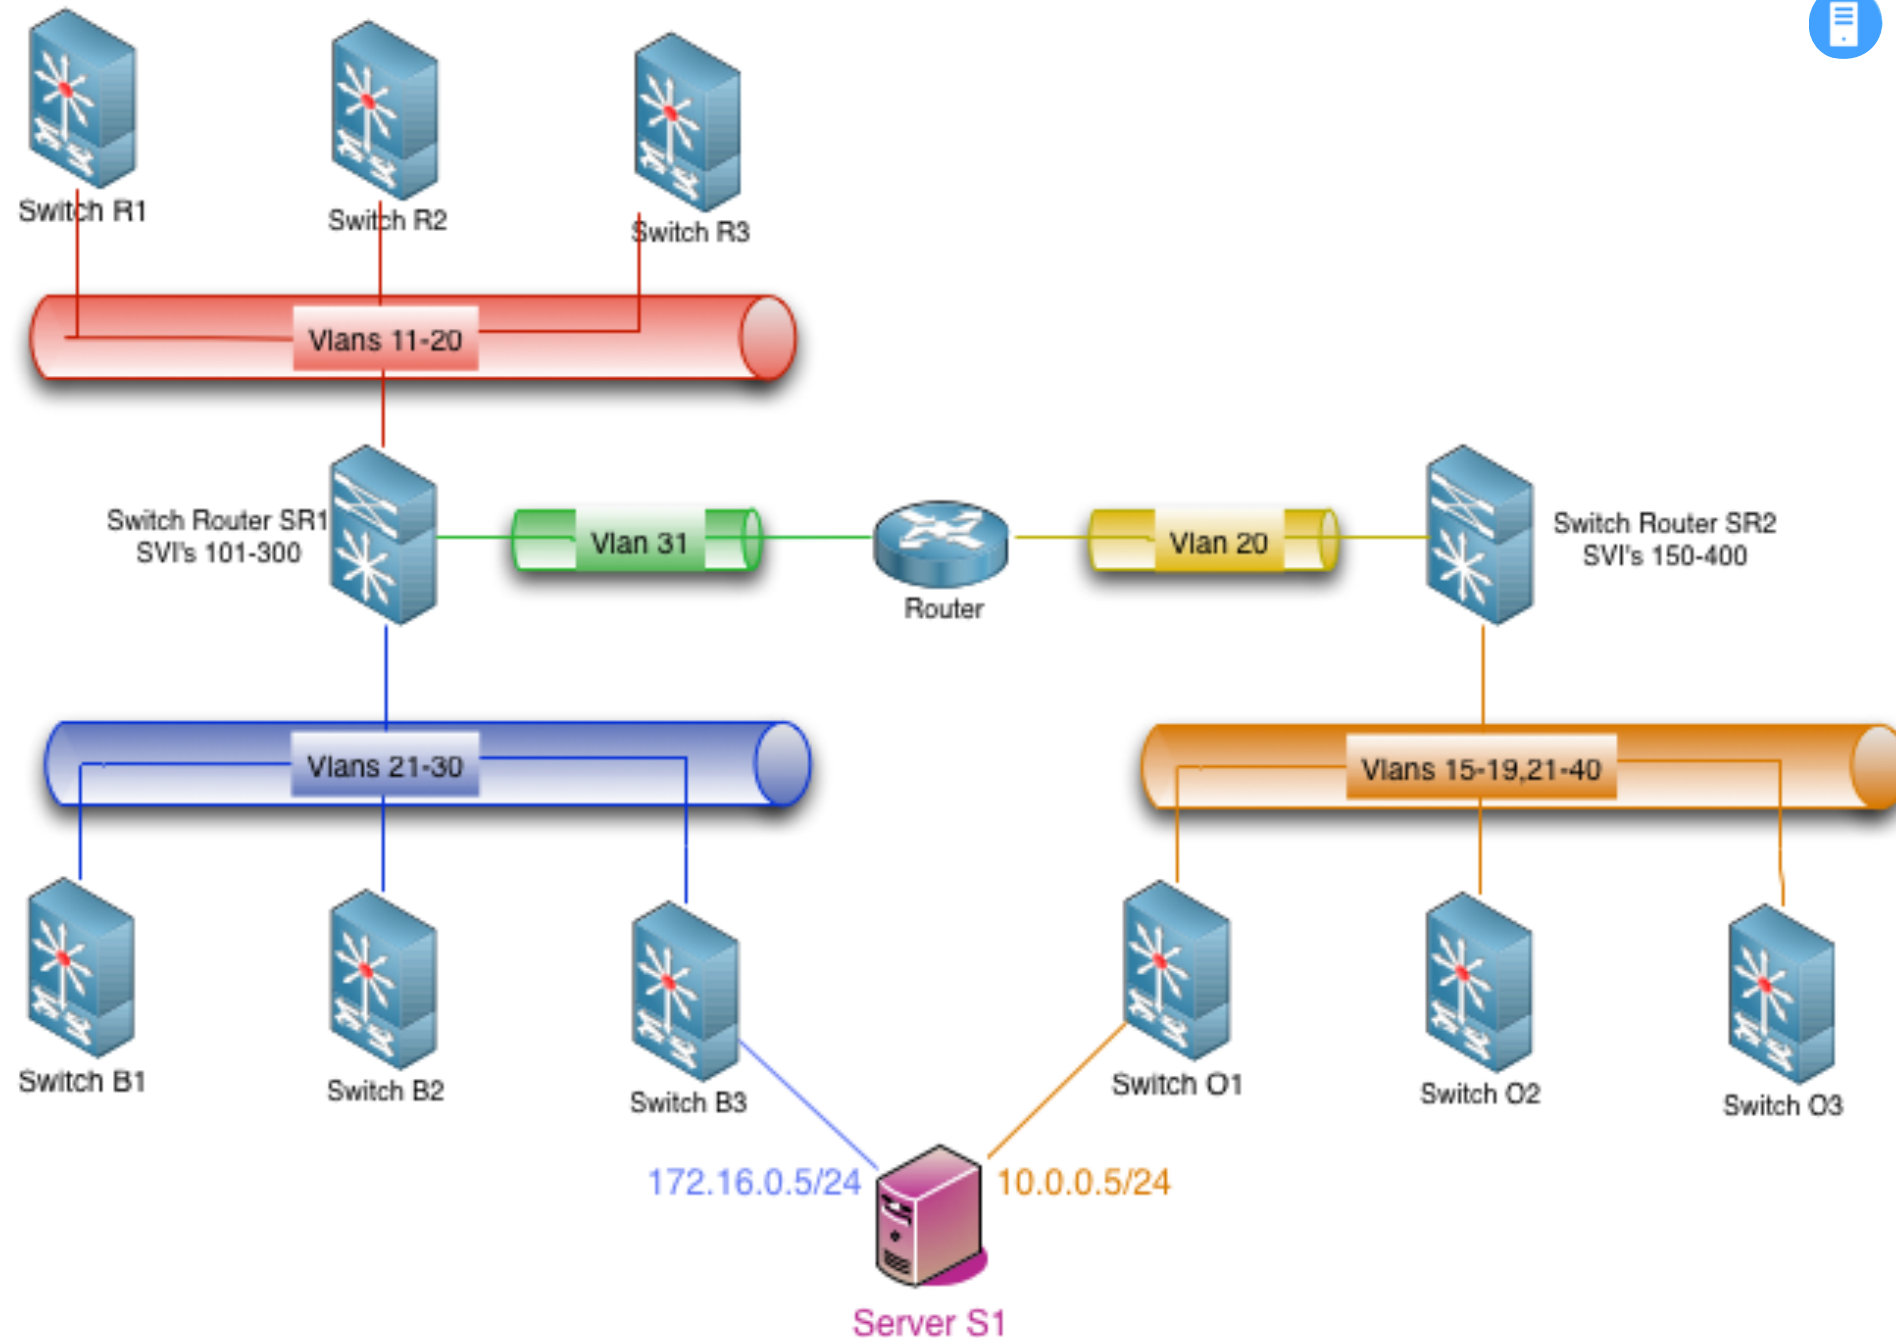 Switch R1
Switch R2
Switch R3
Vlans 11-20
Switch Router SR1
SVI's 101-300
Vlan 31
Router
Vlan 20
Switch Router SR2
SVI's 150-400
Vlans 21-30
Vlans 15-19,21-40
Switch B1
Switch B2
Switch B3
Switch O1
Switch O2
Switch O3
172.16.0.5/24
10.0.0.5/24
Server S1